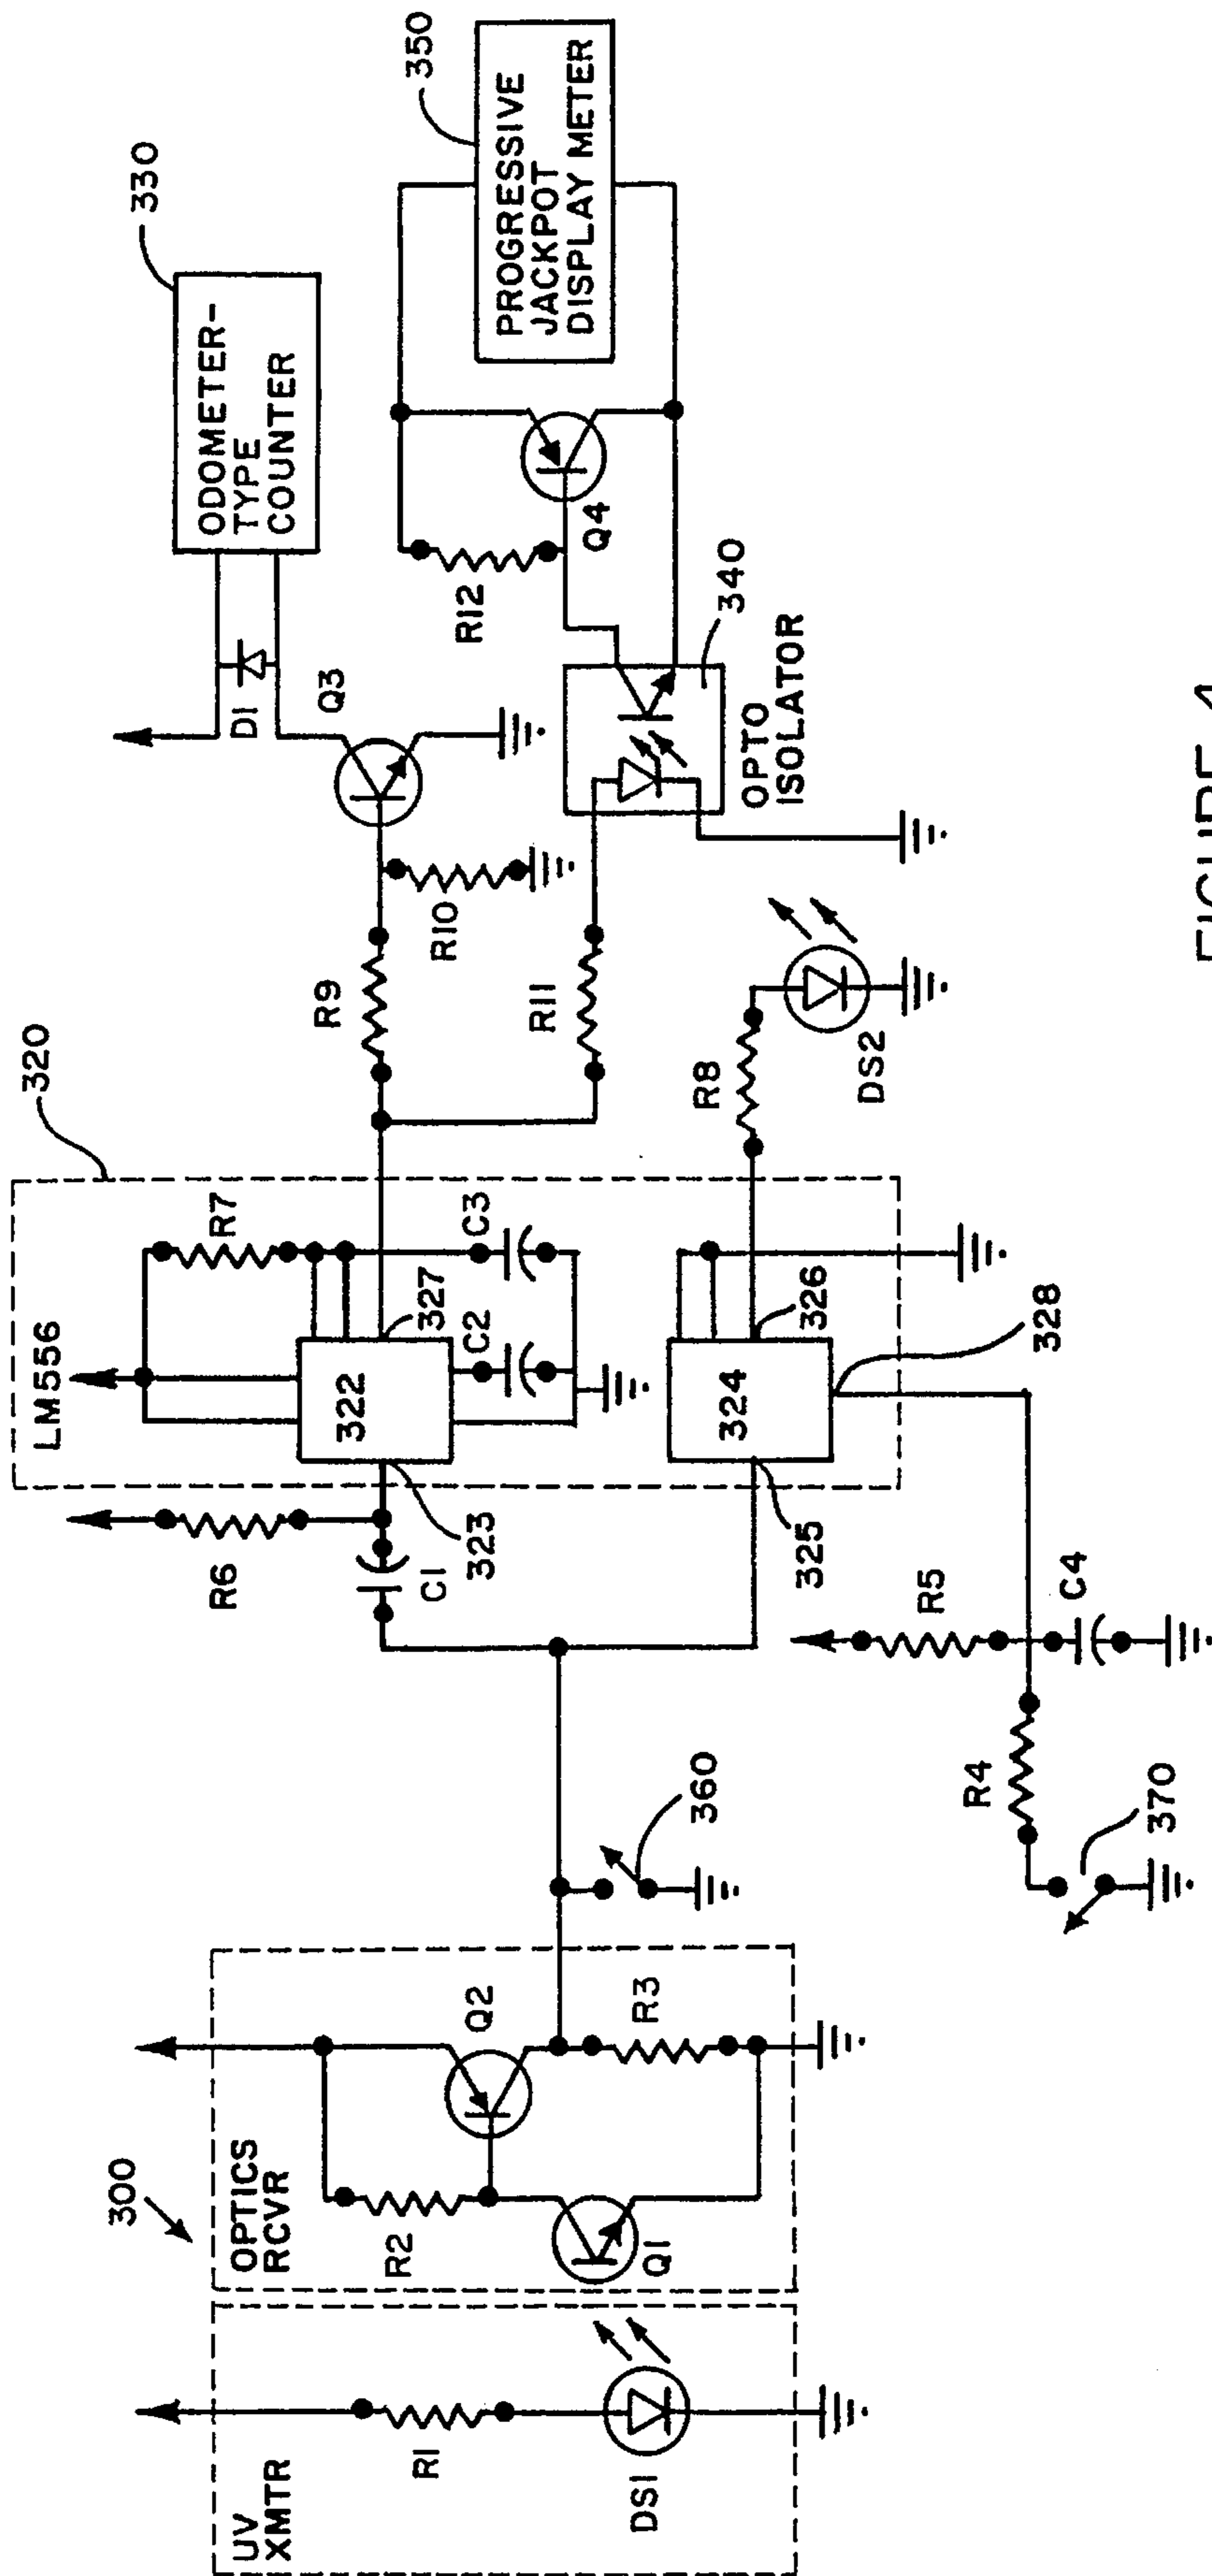 300
UV
XMTR
R1
DS1
OPTICS
RCVR
R2
Q1
Q2
R3
360
R4
370
R5
C4
R6
C1
323
325
320
LM556
322
R7
327
C2
C3
324
326
328
R9
R10
R11
R8
DS2
Q3
D1
330
ODOMETER-
TYPE
COUNTER
OPTO
ISOLATOR
340
R12
Q4
350
PROGRESSIVE
JACKPOT
DISPLAY METER